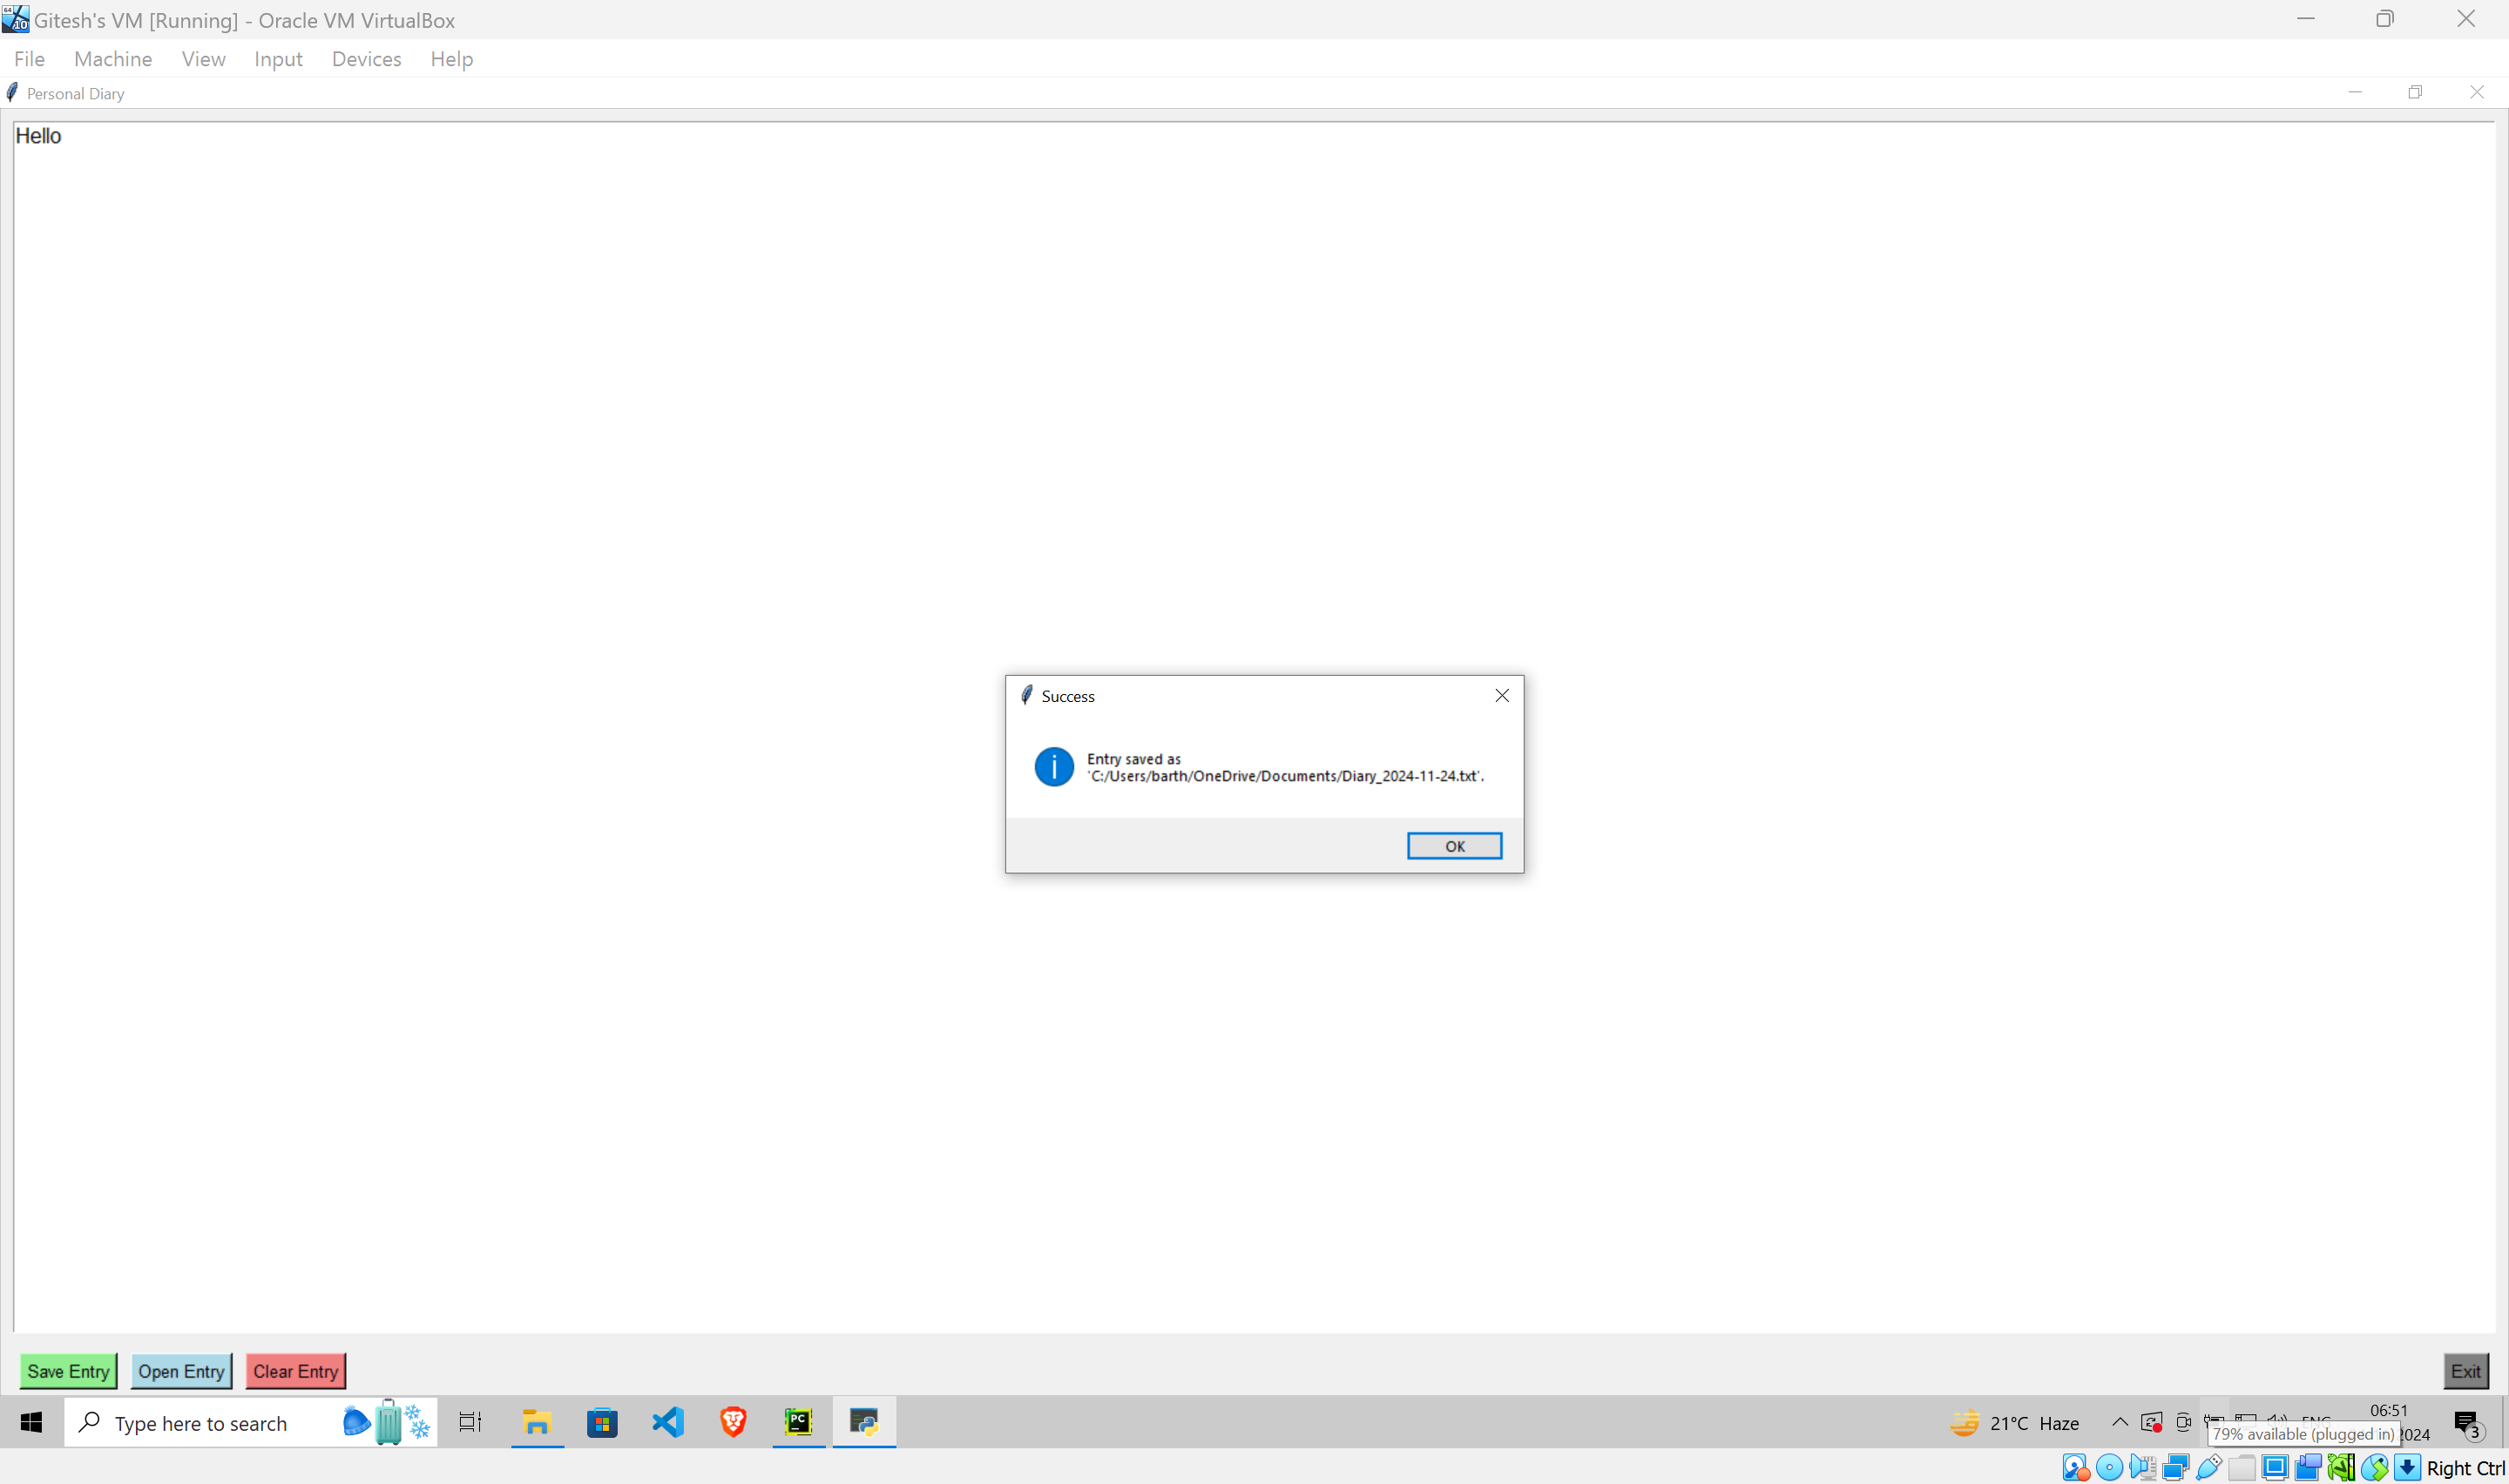 Gitesh's VM [Running] - Oracle VM VirtualBox
File Machine View Input Devices Help
Personal Diary
Hello
Success
Entry saved as
'C:/Users/barth/OneDrive/Documents/Diary_2024-11-24.txt'.
OK
Save Entry Open Entry Clear Entry Exit
Type here to search
21°C Haze
06:51
79% available (plugged in)
2024
3
Right Ctrl